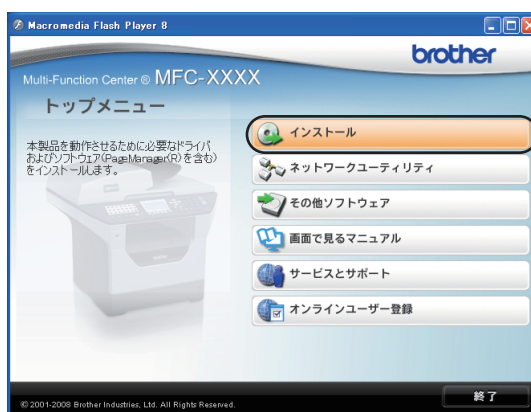 Macromedia Flash Player 8
brother
Multi-Function Center ® MFC-XXXX
トップメニュー
本製品を動作させるために必要なドライバ
およびソフトウェア(PageManager(R)を含む)
をインストールします。
インストール
ネットワークユーティリティ
その他ソフトウェア
画面で見るマニュアル
サービスとサポート
オンラインユーザー登録
© 2001-2008 Brother Industries, Ltd. All Rights Reserved.
終了